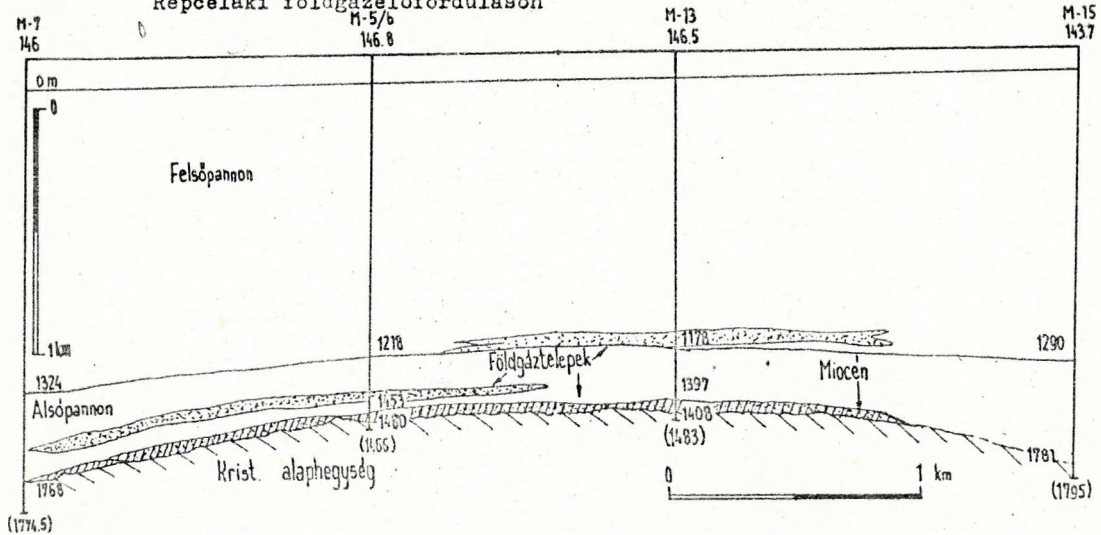 Répcelaki földgázelőforduláson
M-7
146
M-5/b
146.8
M-13
146.5
M-15
143.7
0 m
0
Felsőpannon
1 km
1218
1178
1290
Földgáztelepek
Miocén
1324
1397
Alsópannon
1453
1460
1408
(1466)
(1483)
Krist. alaphegység
0
1 km
1768
1781
(1795)
(1774.5)